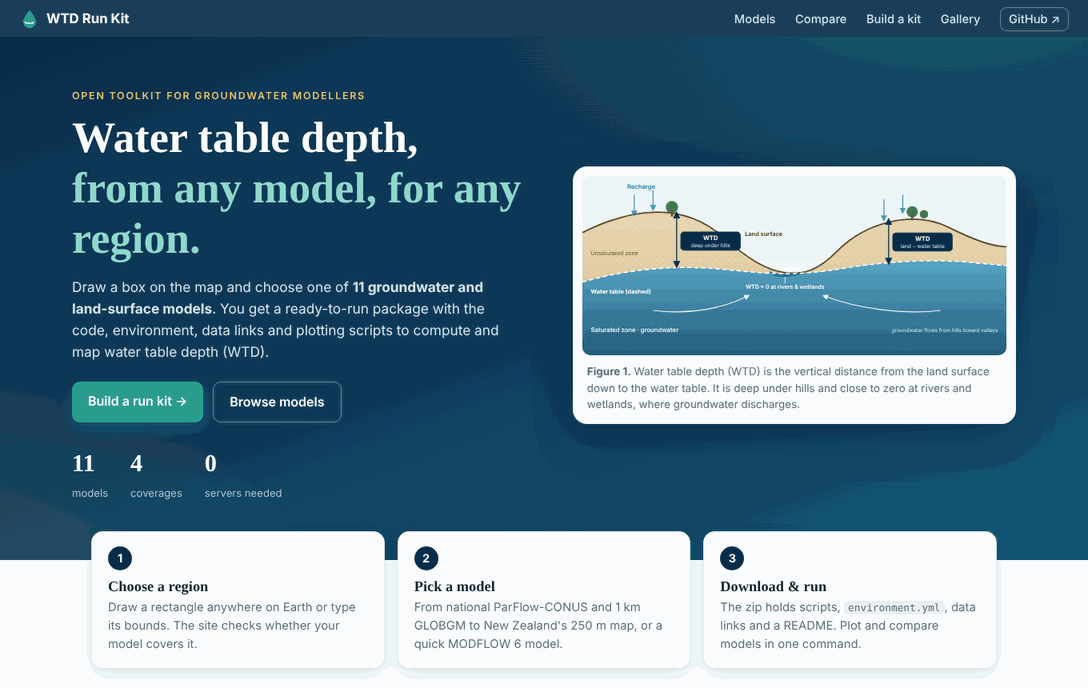 WTD Run Kit
Models Compare Build a kit Gallery GitHub ↗
OPEN TOOLKIT FOR GROUNDWATER MODELLERS
Water table depth,
from any model, for any
region.
Draw a box on the map and choose one of 11 groundwater and
land-surface models. You get a ready-to-run package with the
code, environment, data links and plotting scripts to compute and
map water table depth (WTD).
Build a run kit →
Browse models
11 4 0
models coverages servers needed
Recharge
WTD
deep under hills
Land surface
WTD
land − water table
Unsaturated zone
Water table (dashed)
WTD ≈ 0 at rivers & wetlands
Saturated zone · groundwater
groundwater flows from hills toward valleys
Figure 1. Water table depth (WTD) is the vertical distance from the land surface
down to the water table. It is deep under hills and close to zero at rivers and
wetlands, where groundwater discharges.
1
Choose a region
Draw a rectangle anywhere on Earth or type
its bounds. The site checks whether your
model covers it.
2
Pick a model
From national ParFlow-CONUS and 1 km
GLOBGM to New Zealand's 250 m map, or a
quick MODFLOW 6 model.
3
Download & run
The zip holds scripts, environment.yml, data
links and a README. Plot and compare
models in one command.